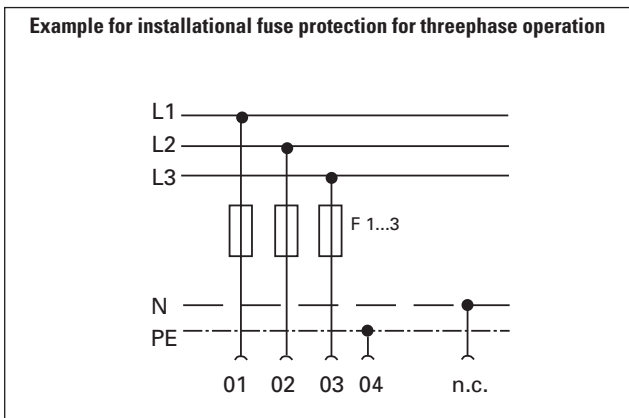 Example for installational fuse protection for threephase operation
L1
L2
L3
F 1...3
N
PE
01 02 03 04 n.c.